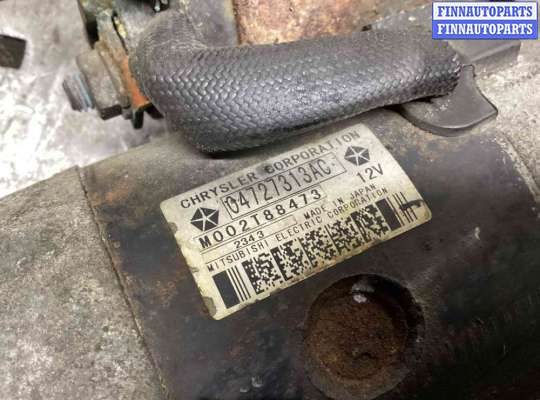 FINNAUTOPARTS
FINNAUTOPARTS
CHRYSLER CORPORATION
04727313AC
M002T88473 12V
2343 MADE IN JAPAN
MITSUBISHI ELECTRIC CORPORATION